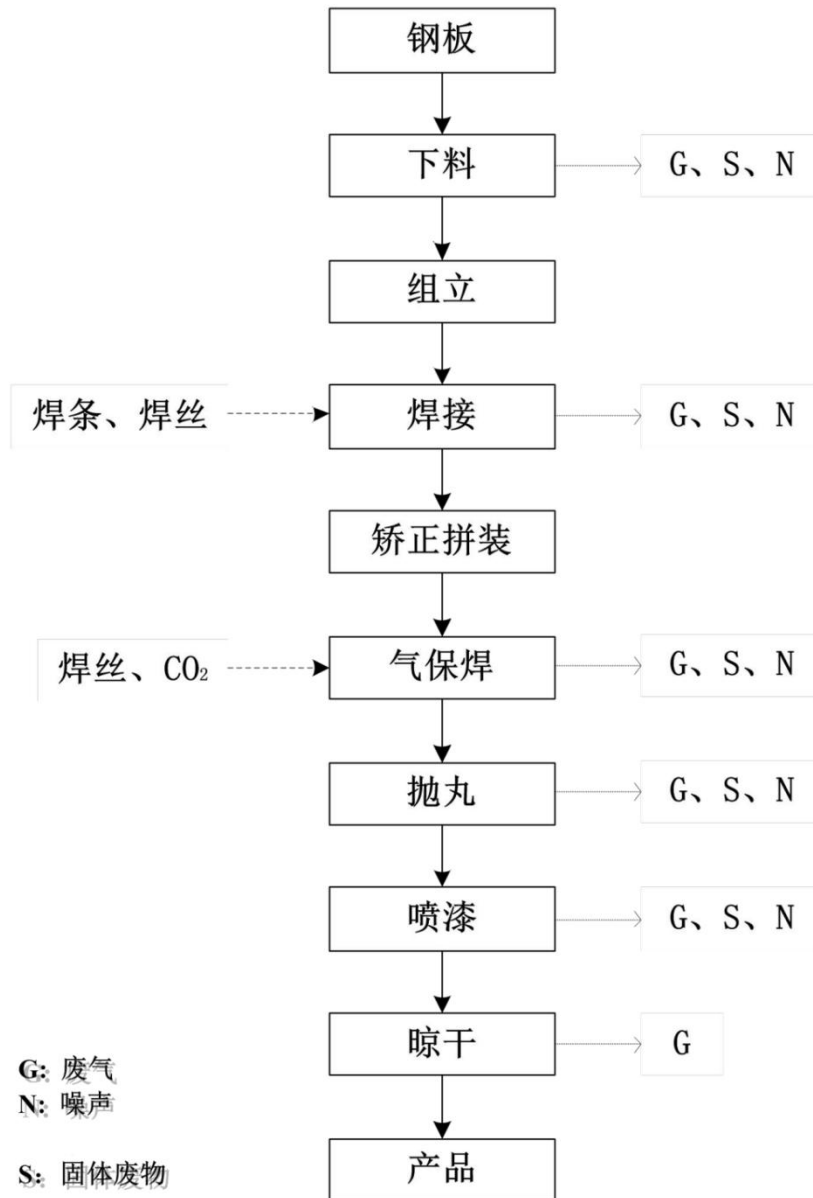 钢板
下料
G、S、N
组立
焊条、焊丝
焊接
G、S、N
矫正拼装
焊丝、CO₂
气保焊
G、S、N
抛丸
G、S、N
喷漆
G、S、N
晾干
G
G: 废气
N: 噪声
S: 固体废物
产品